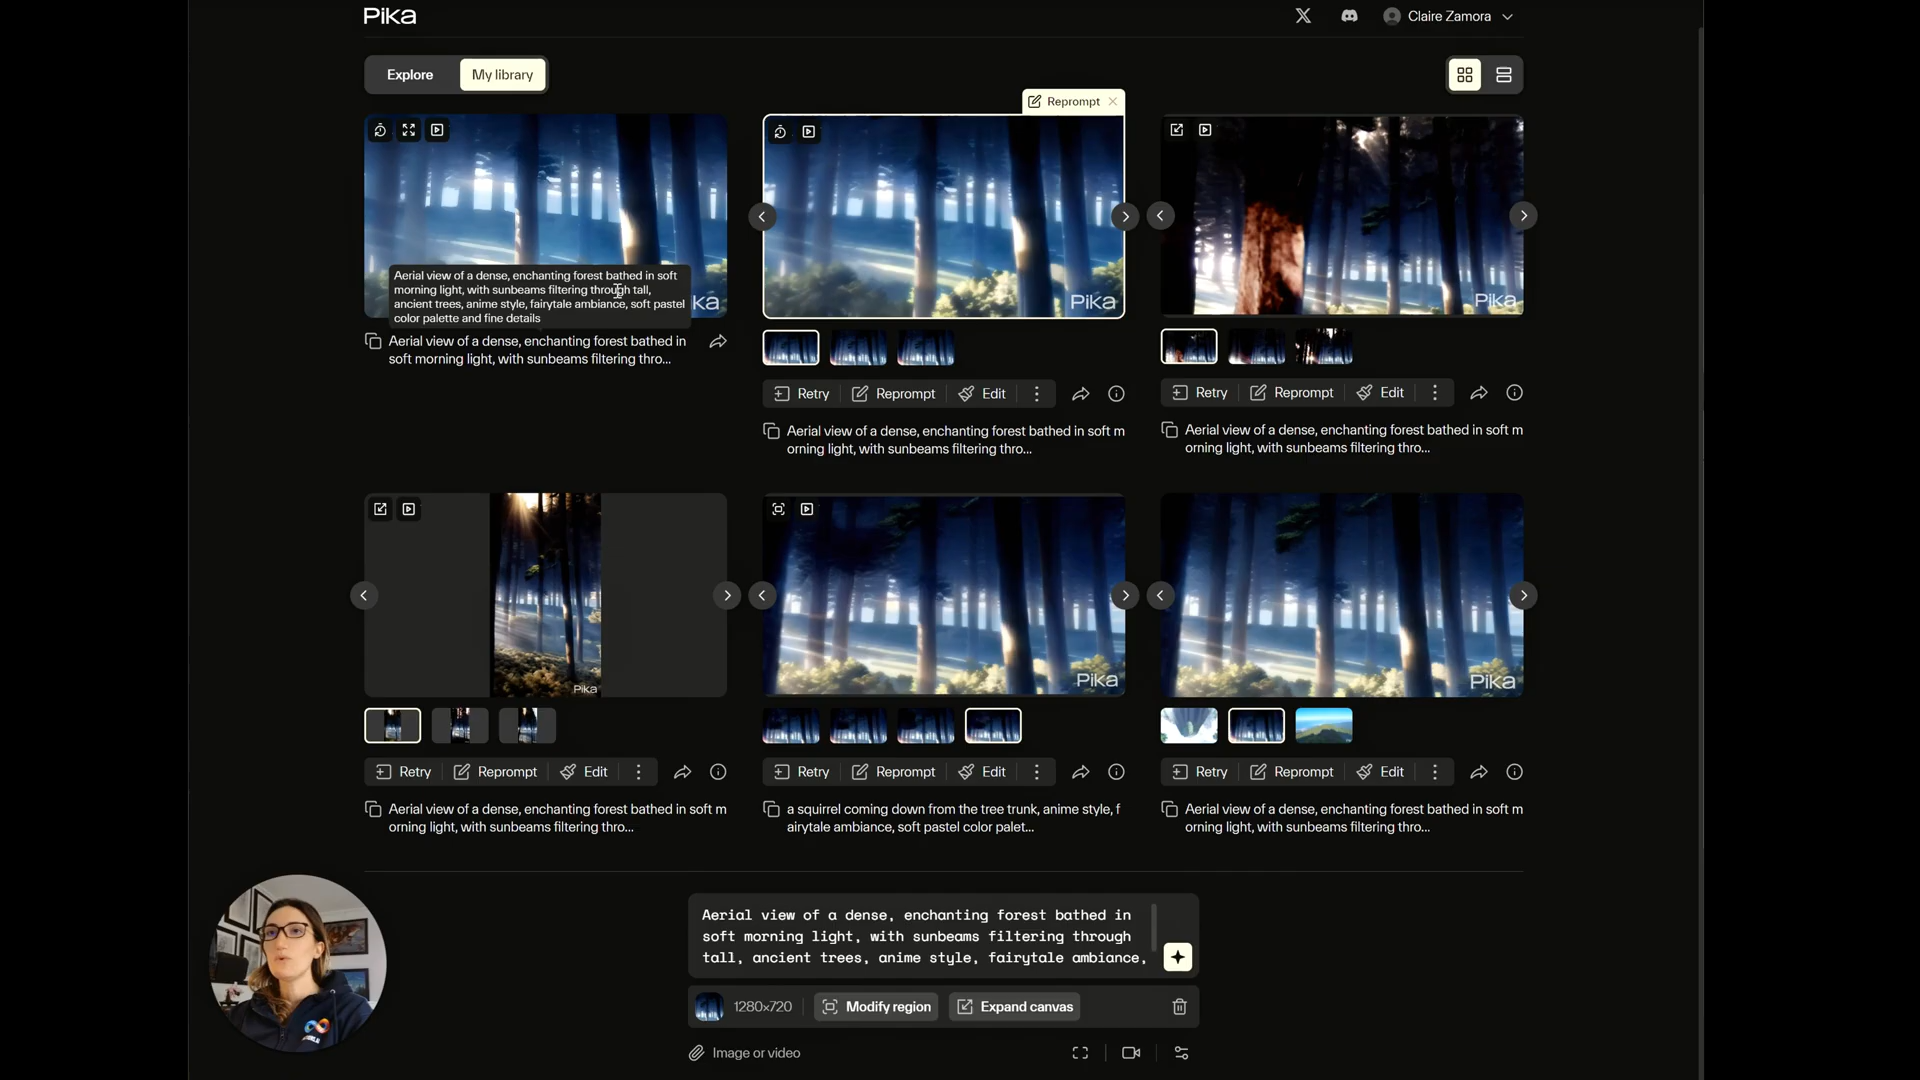 Pika
Claire Zamora
Explore
My library
Reprompt
Aerial view of a dense, enchanting forest bathed in soft
morning light, with sunbeams filtering through tall,
ancient trees, anime style, fairytale ambiance, soft pastel
color palette and fine details
ka
Pika
Pika
Aerial view of a dense, enchanting forest bathed in
soft morning light, with sunbeams filtering thro...
Retry
Reprompt
Edit
Aerial view of a dense, enchanting forest bathed in soft m
orning light, with sunbeams filtering thro...
Retry
Reprompt
Edit
Aerial view of a dense, enchanting forest bathed in soft m
orning light, with sunbeams filtering thro...
Pika
Pika
Pika
Retry
Reprompt
Edit
Aerial view of a dense, enchanting forest bathed in soft m
orning light, with sunbeams filtering thro...
Retry
Reprompt
Edit
a squirrel coming down from the tree trunk, anime style, f
airytale ambiance, soft pastel color palet...
Retry
Reprompt
Edit
Aerial view of a dense, enchanting forest bathed in soft m
orning light, with sunbeams filtering thro...
Aerial view of a dense, enchanting forest bathed in
soft morning light, with sunbeams filtering through
tall, ancient trees, anime style, fairytale ambiance,
1280×720
Modify region
Expand canvas
Image or video